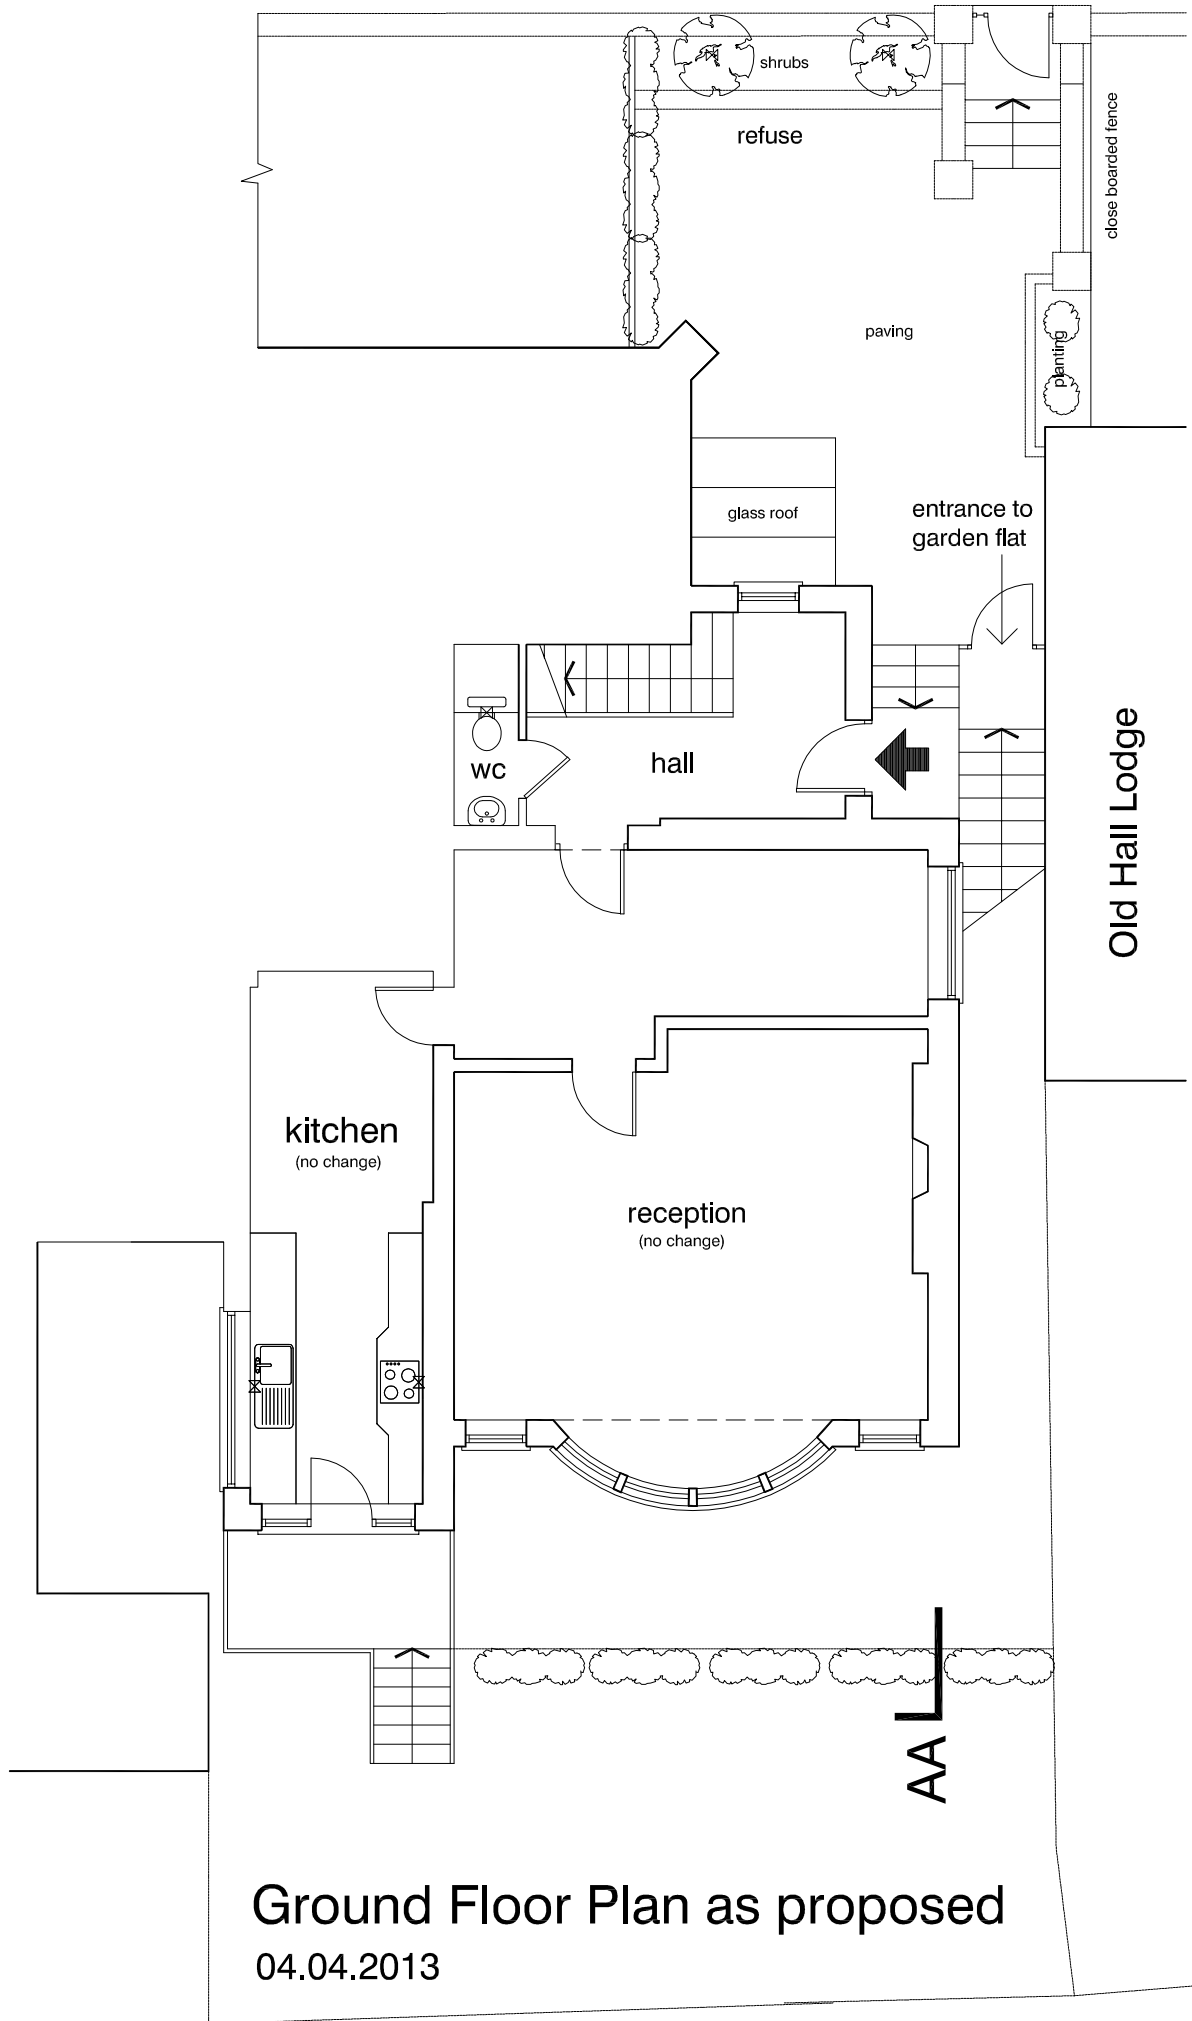 shrubs
refuse
close boarded fence
paving
planting
glass roof
entrance to
garden flat
wc
hall
Old Hall Lodge
kitchen
(no change)
reception
(no change)
AA
Ground Floor Plan as proposed
04.04.2013